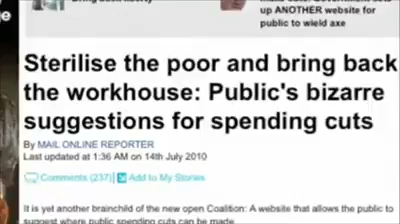 up ANOTHER website for
public to wield axe
Sterilise the poor and bring back
the workhouse: Public's bizarre
suggestions for spending cuts
By MAIL ONLINE REPORTER
Last updated at 1:36 AM on 14th July 2010
Comments (237) Add to My Stories
It is yet another brainchild of the new open Coalition: A website that allows the public to
suggest where public spending cuts can be made.